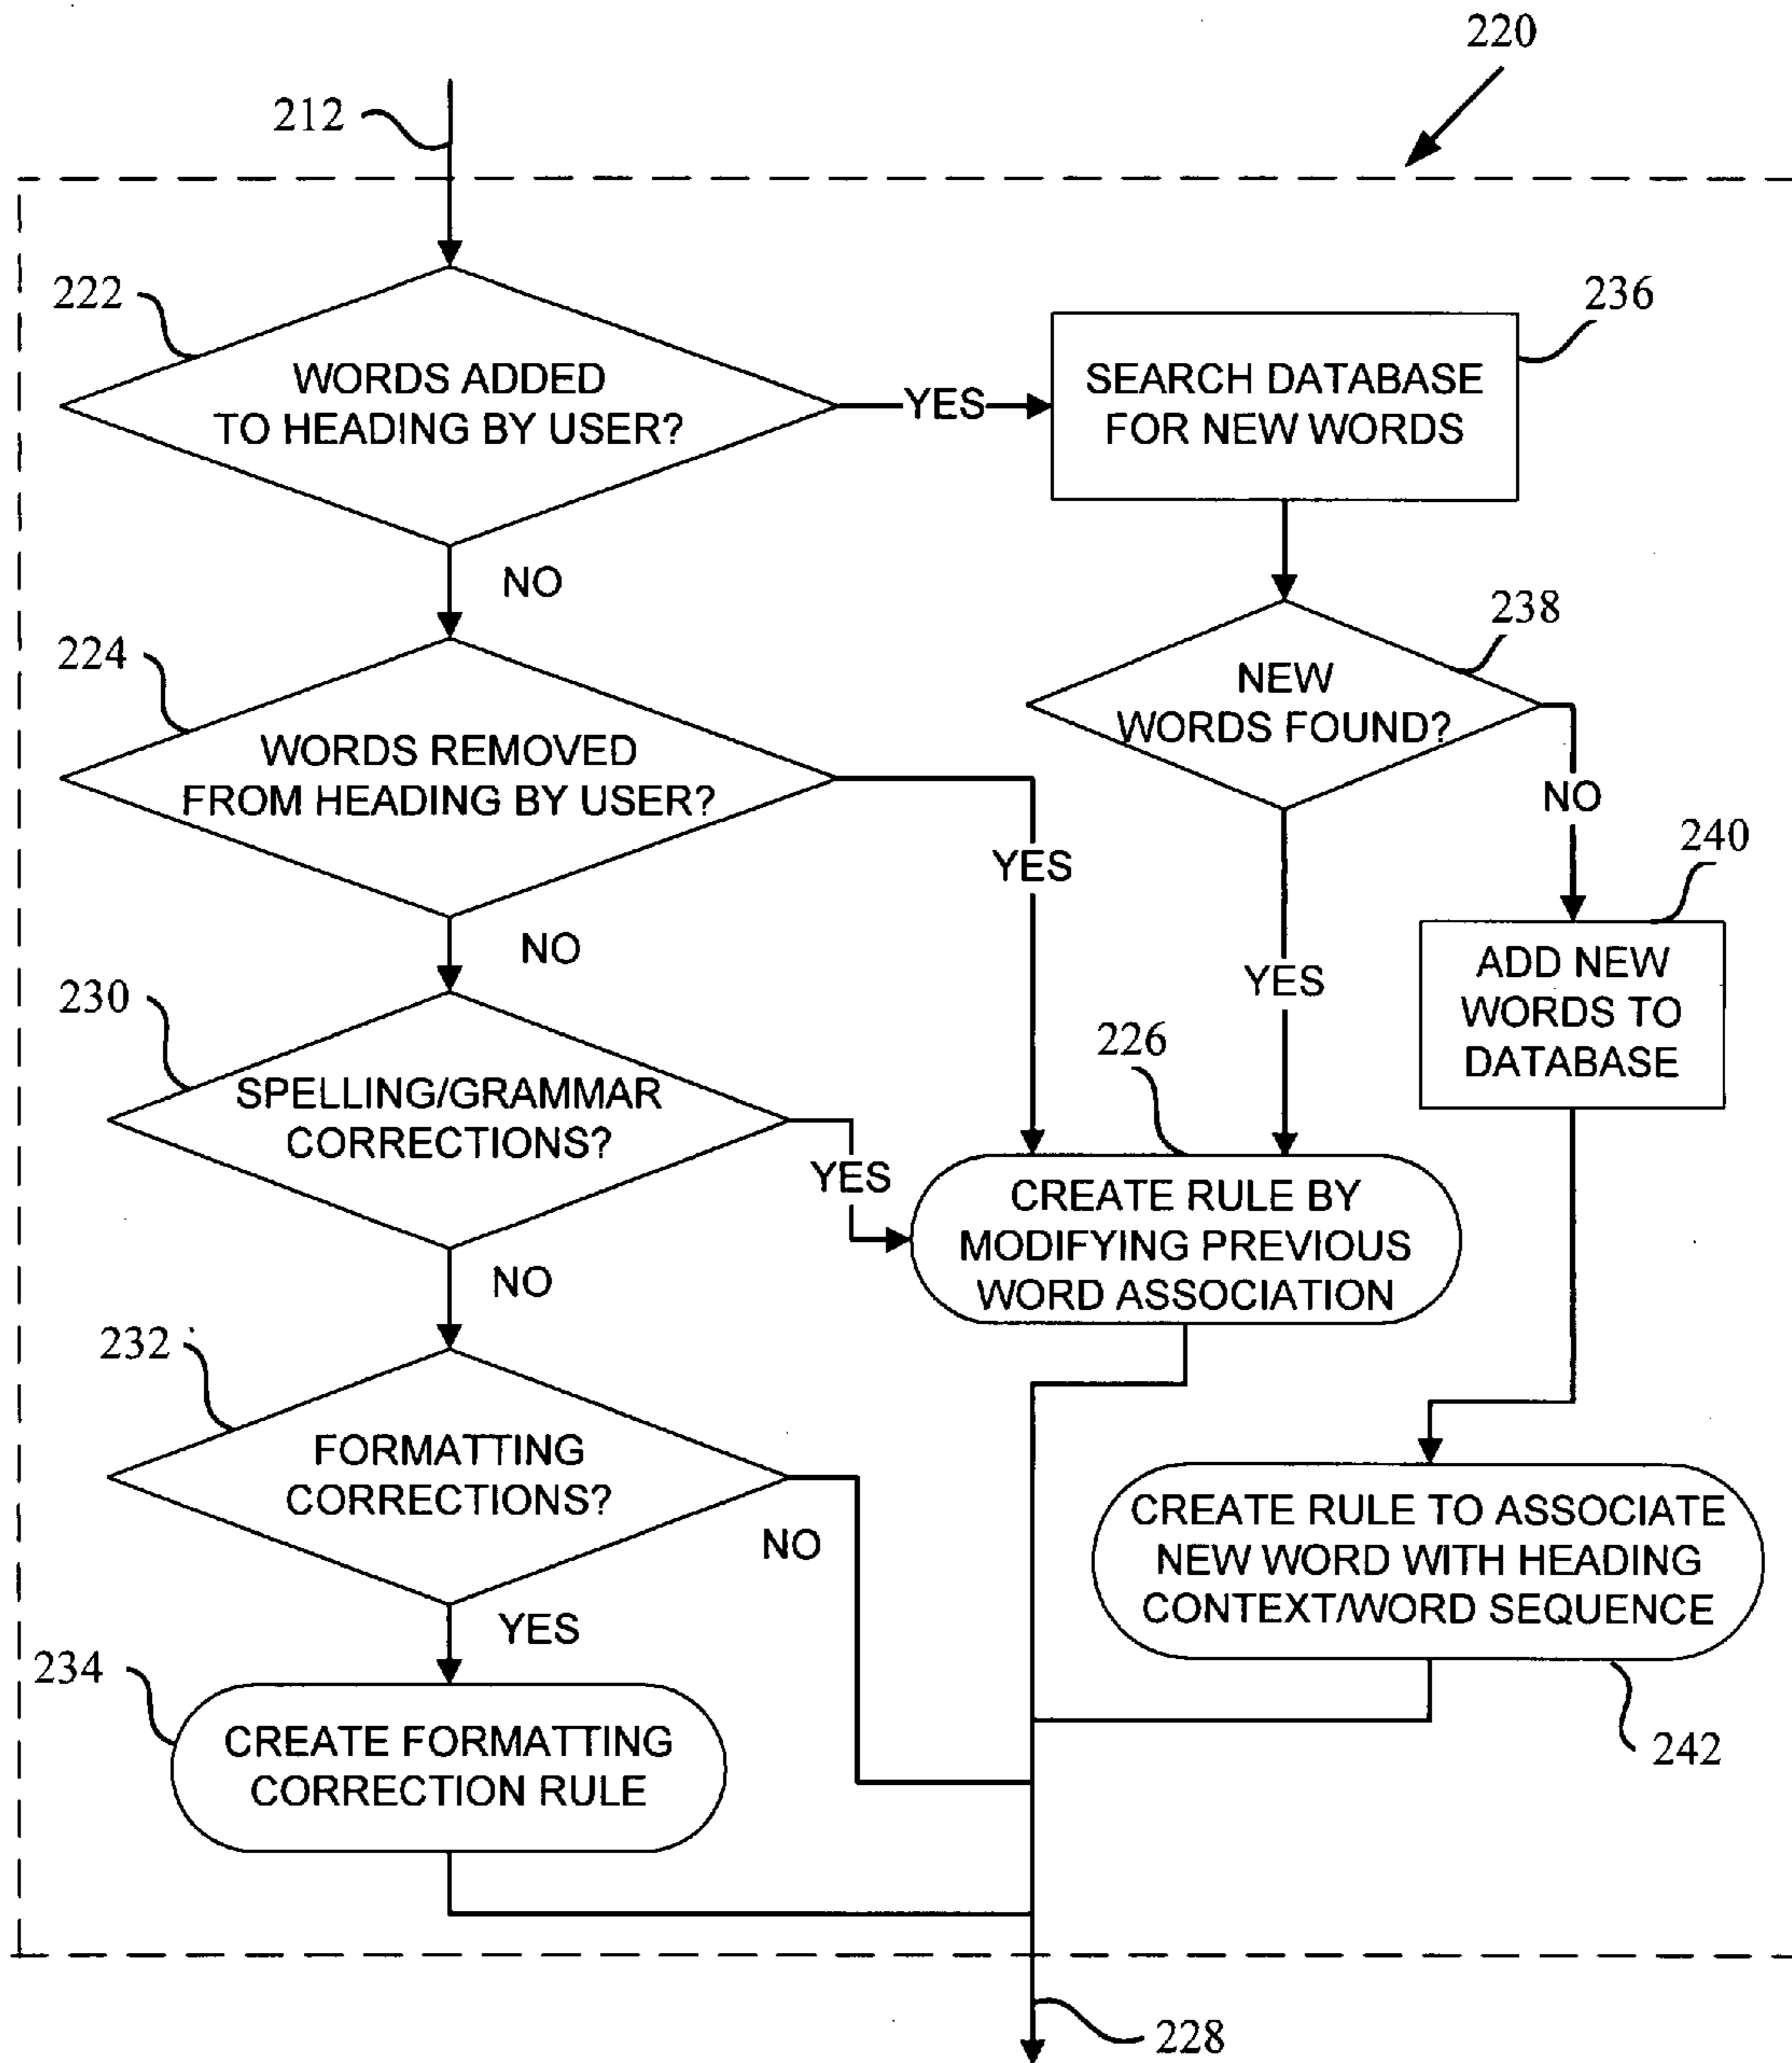 220
212
222
WORDS ADDED
TO HEADING BY USER?
YES
236
SEARCH DATABASE
FOR NEW WORDS
NO
238
NEW
WORDS FOUND?
224
WORDS REMOVED
FROM HEADING BY USER?
YES
NO
YES
NO
240
ADD NEW
WORDS TO
DATABASE
230
SPELLING/GRAMMAR
CORRECTIONS?
YES
226
CREATE RULE BY
MODIFYING PREVIOUS
WORD ASSOCIATION
NO
232
FORMATTING
CORRECTIONS?
NO
YES
CREATE RULE TO ASSOCIATE
NEW WORD WITH HEADING
CONTEXT/WORD SEQUENCE
242
234
CREATE FORMATTING
CORRECTION RULE
228